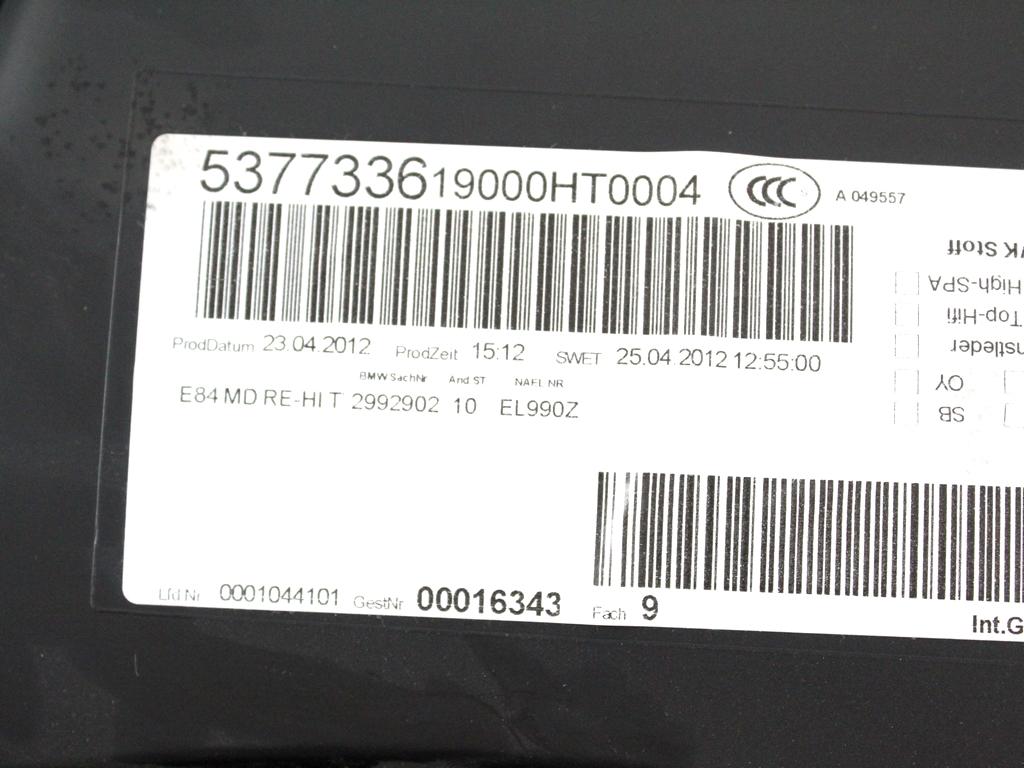 537733619000HT0004 CCC A 049557
ProdDatum 23.04.2012 ProdZeit 15:12 SWET 25.04.2012 12:55:00
BMW SachNr And.ST NAEL NR
E84 MD RE-HI T 2992902 10 EL990Z
Lfd Nr 0001044101 GestNr 00016343 Fach 9
Int.G
SB
OY
nstleder
Top-Hifi
High-SPA
Stoff